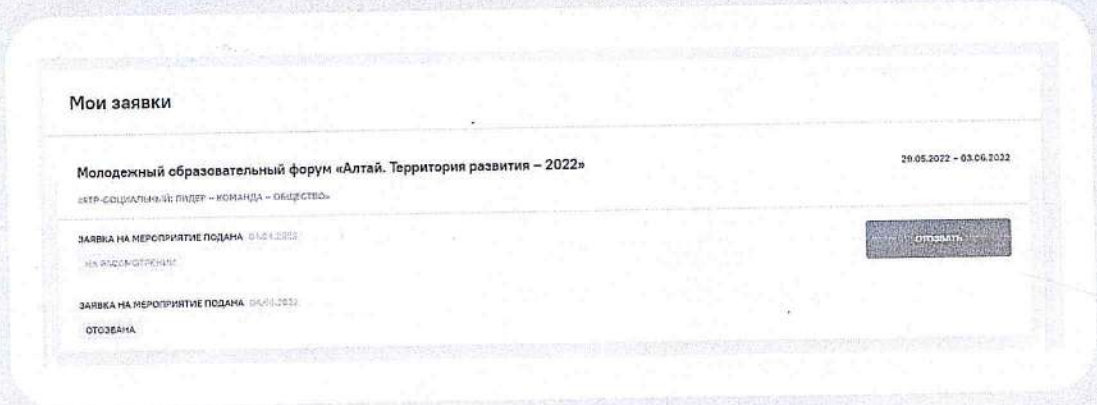 Мои заявки
Молодежный образовательный форум «Алтай. Территория развития – 2022»
29.05.2022 – 03.06.2022
«АТР-СОЦИАЛЬНЫЙ: ЛИДЕР – КОМАНДА – ОБЩЕСТВО»
ЗАЯВКА НА МЕРОПРИЯТИЕ ПОДАНА
ОТОЗВАТЬ
НА РАССМОТРЕНИИ
ЗАЯВКА НА МЕРОПРИЯТИЕ ПОДАНА
ОТОЗВАНА